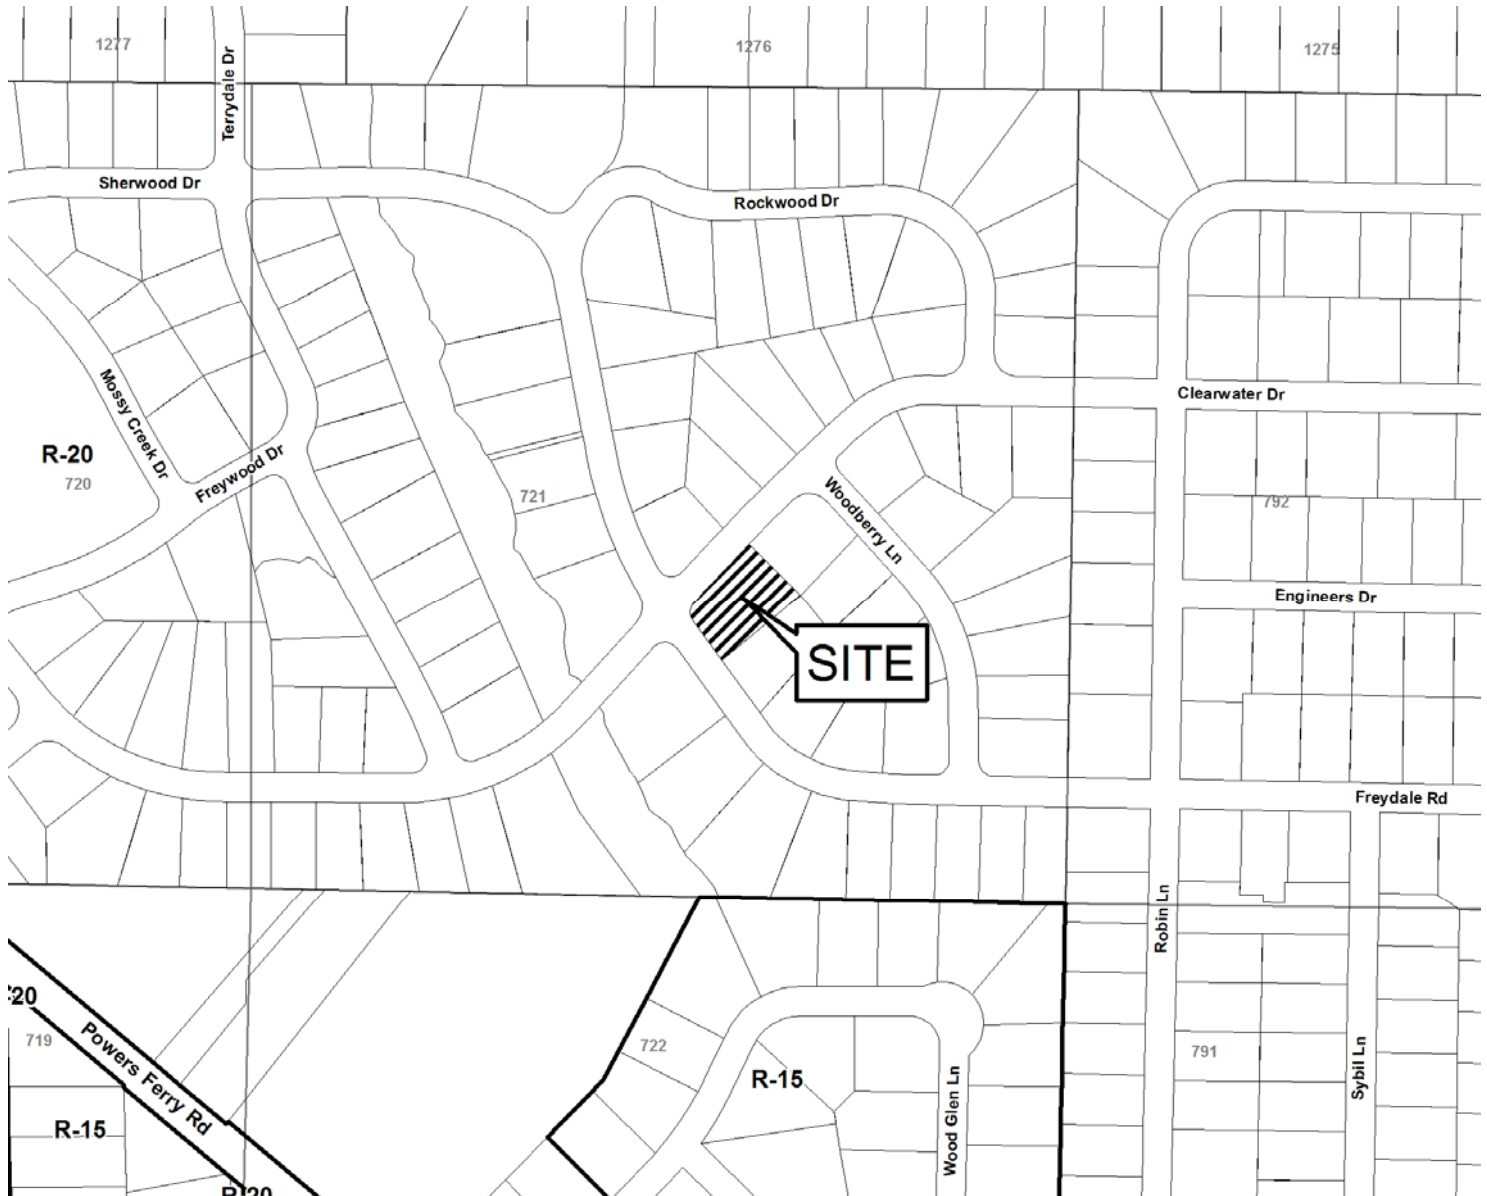 1277
1276
1275
Terrydale Dr
Sherwood Dr
Rockwood Dr
Mossy Creek Dr
Clearwater Dr
R-20
720
Freywood Dr
721
Woodberry Ln
792
Engineers Dr
SITE
Freydale Rd
Robin Ln
-20
719
Powers Ferry Rd
722
R-15
791
Sybil Ln
Wood Glen Ln
R-15
R-20